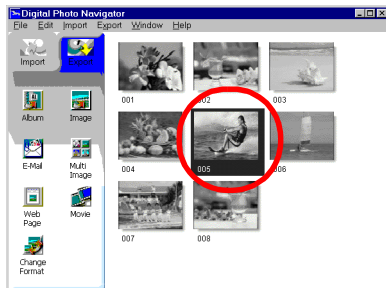 Digital Photo Navigator
File Edit Import Export Window Help
Import Export
001 002 003
Album Image
004 005 006
E-Mail Multi Image
Web Page Movie
007 008
Change Format